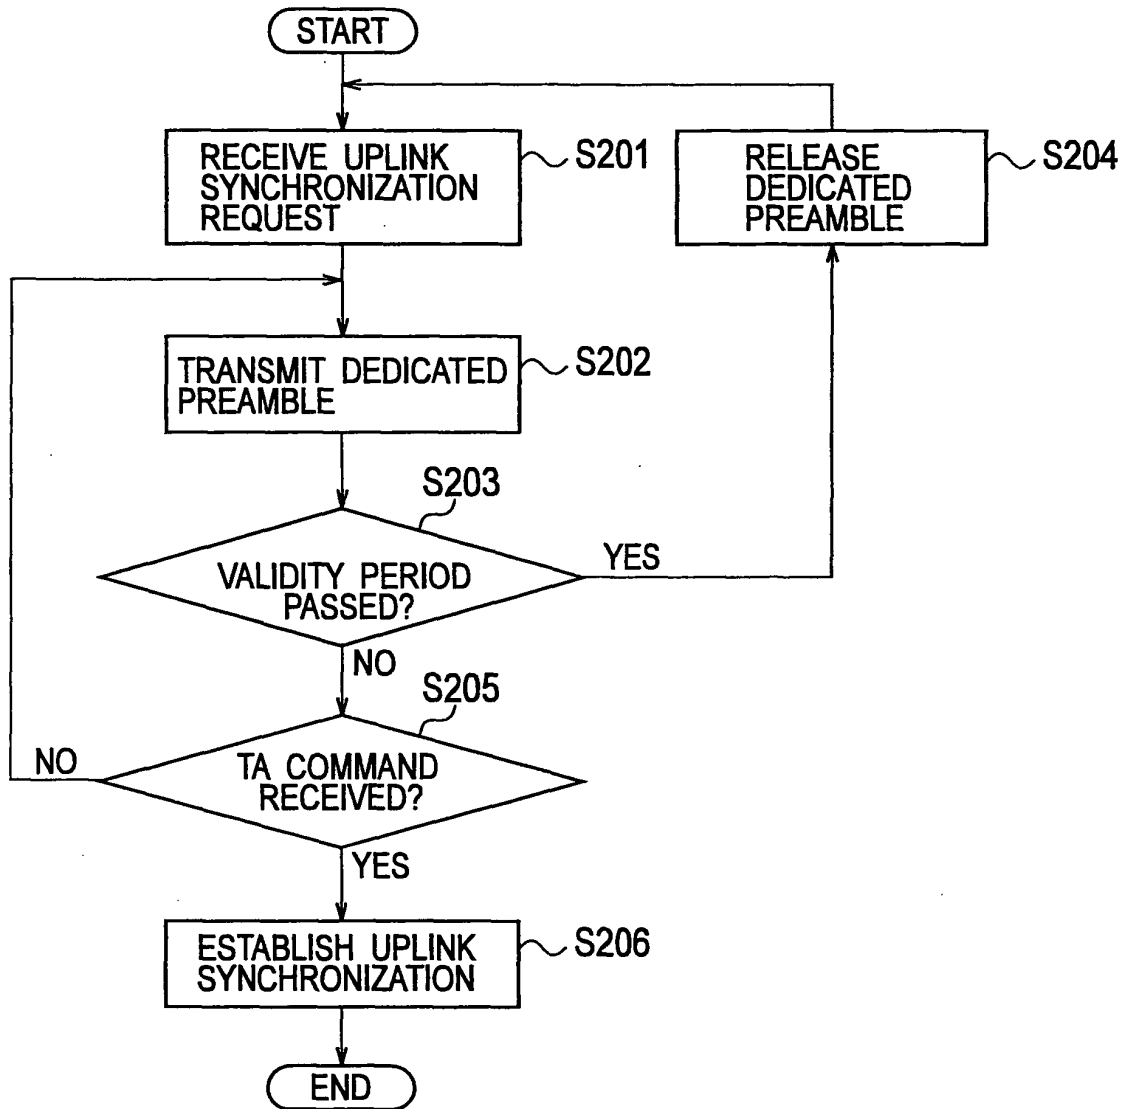 START
RECEIVE UPLINK
SYNCHRONIZATION
REQUEST
S201
RELEASE
DEDICATED
PREAMBLE
S204
TRANSMIT DEDICATED
PREAMBLE
S202
S203
VALIDITY PERIOD
PASSED?
YES
NO
S205
TA COMMAND
RECEIVED?
NO
YES
ESTABLISH UPLINK
SYNCHRONIZATION
S206
END